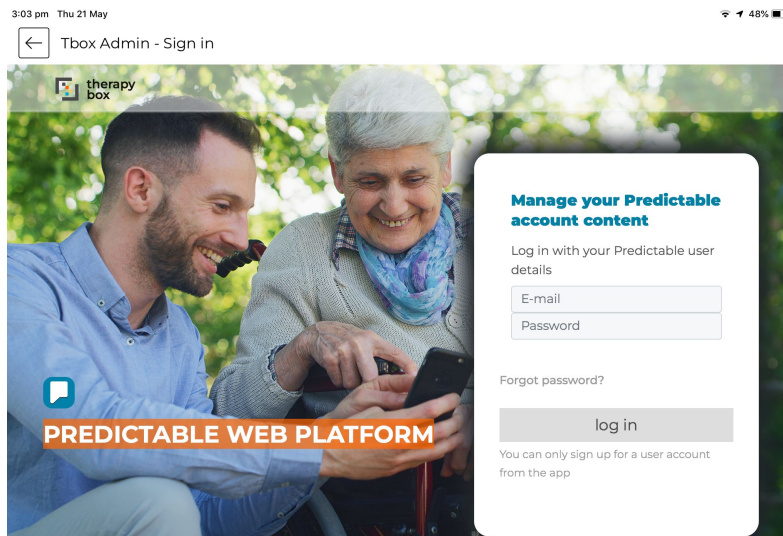 3:03 pm Thu 21 May
48%
Tbox Admin - Sign in
therapy
box
Manage your Predictable
account content
Log in with your Predictable user
details
E-mail
Password
Forgot password?
log in
You can only sign up for a user account
from the app
PREDICTABLE WEB PLATFORM